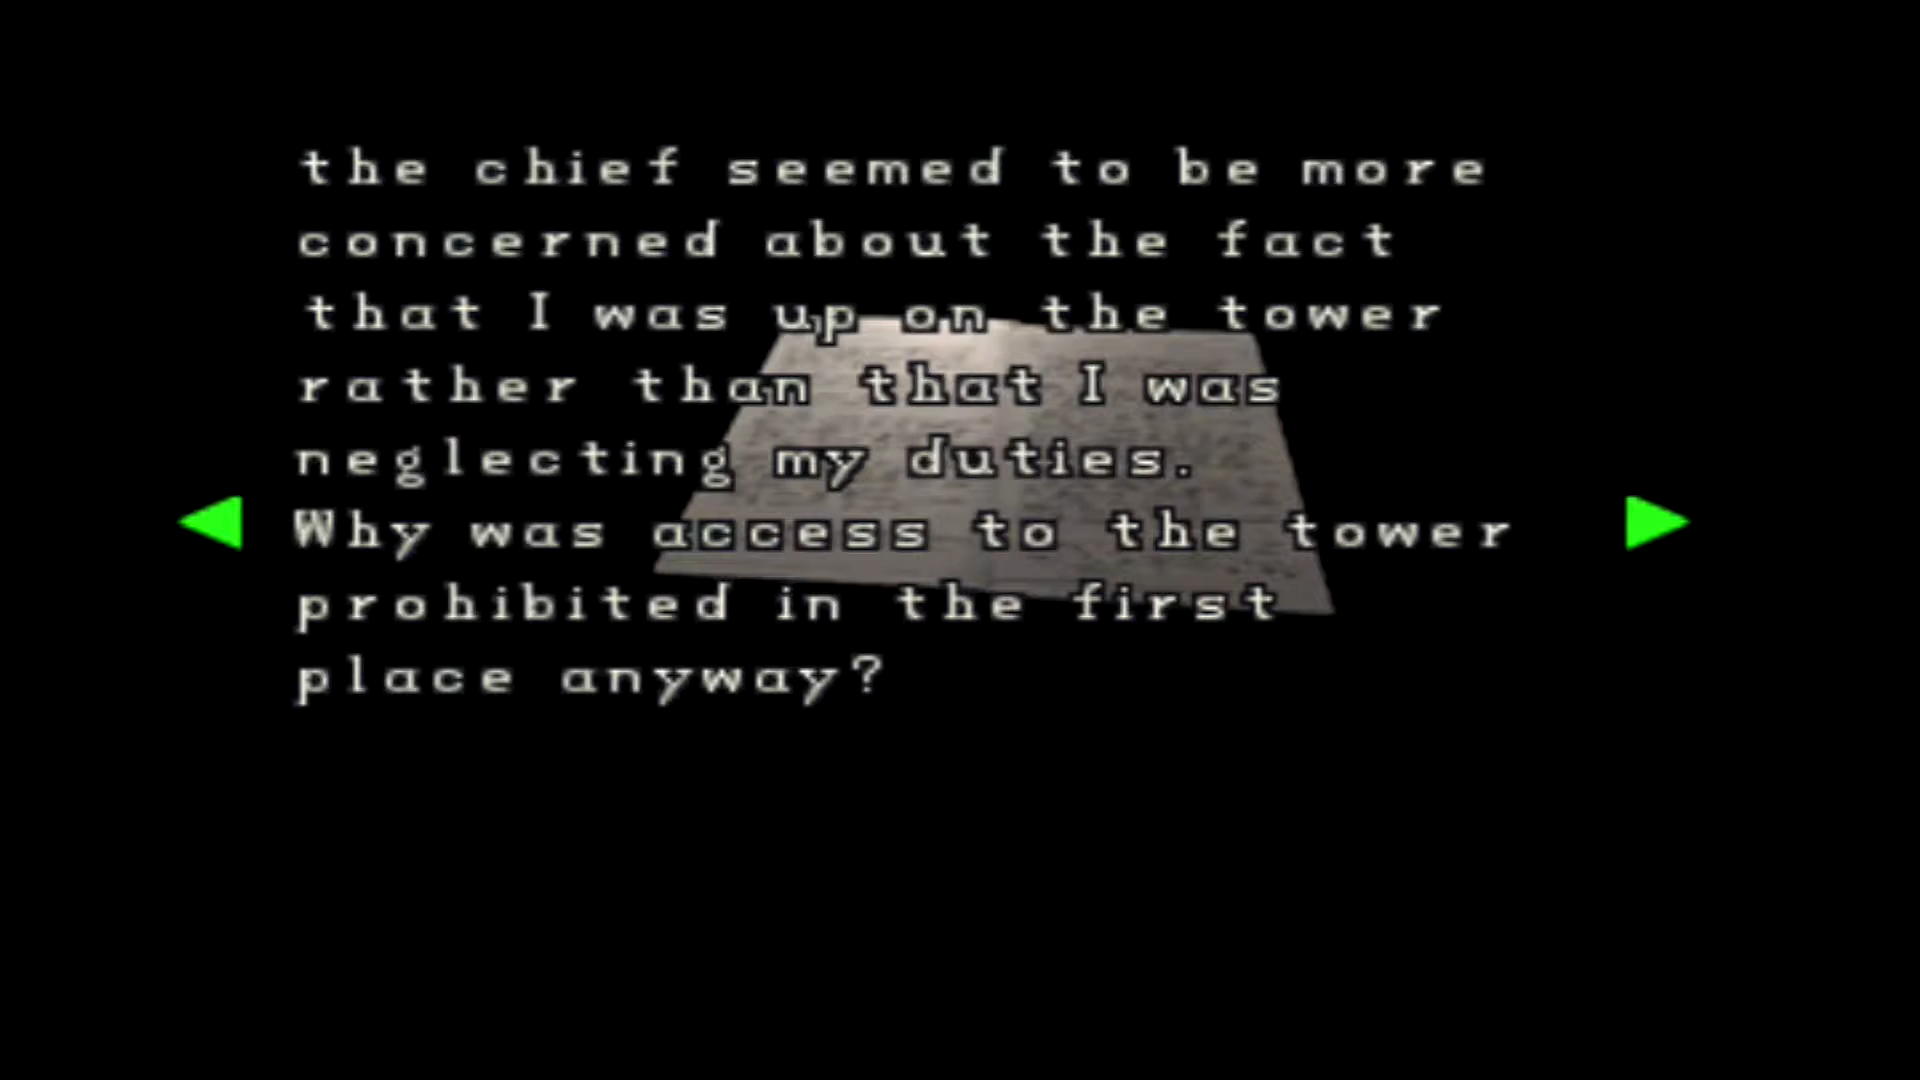 the chief seemed to be more
concerned about the fact
that I was up on the tower
rather than that I was
neglecting my duties.
Why was access to the tower
prohibited in the first
place anyway?